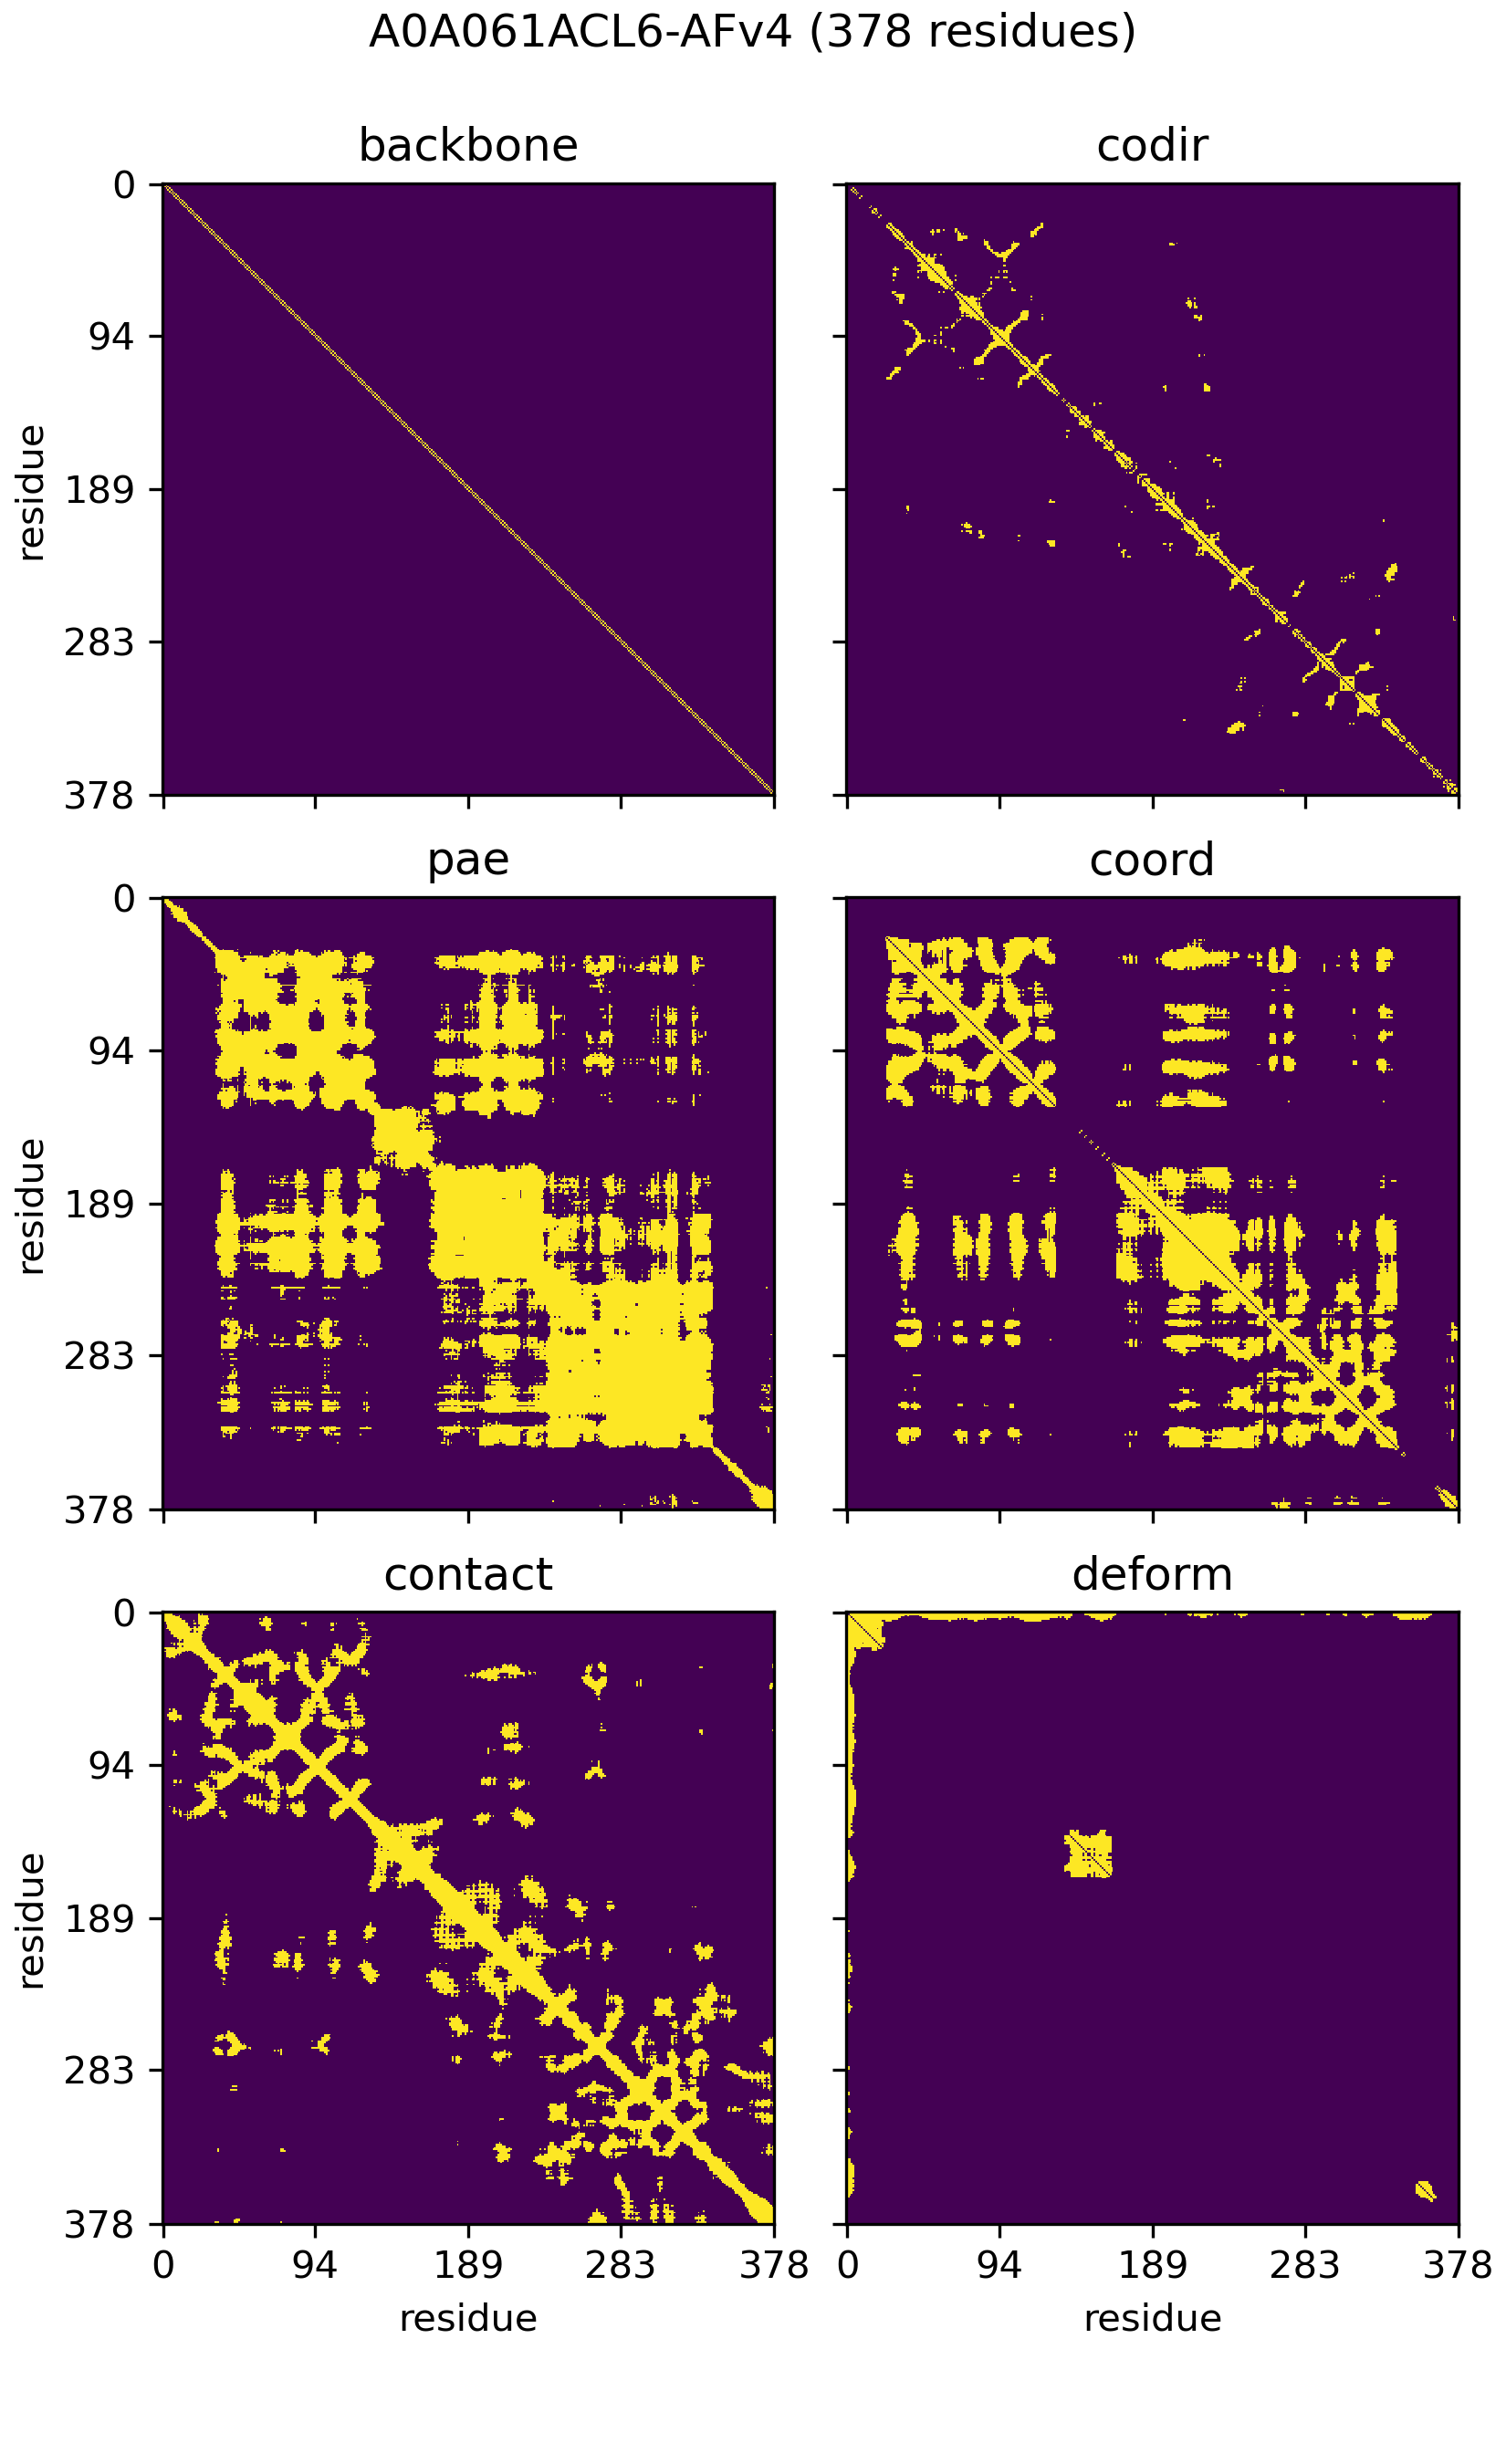 A0A061ACL6-AFv4 (378 residues)
backbone
codir
0
94
189
283
378
residue
pae
coord
0
94
189
283
378
residue
contact
deform
0
94
189
283
378
residue
0 94 189 283 378
0 94 189 283 378
residue
residue